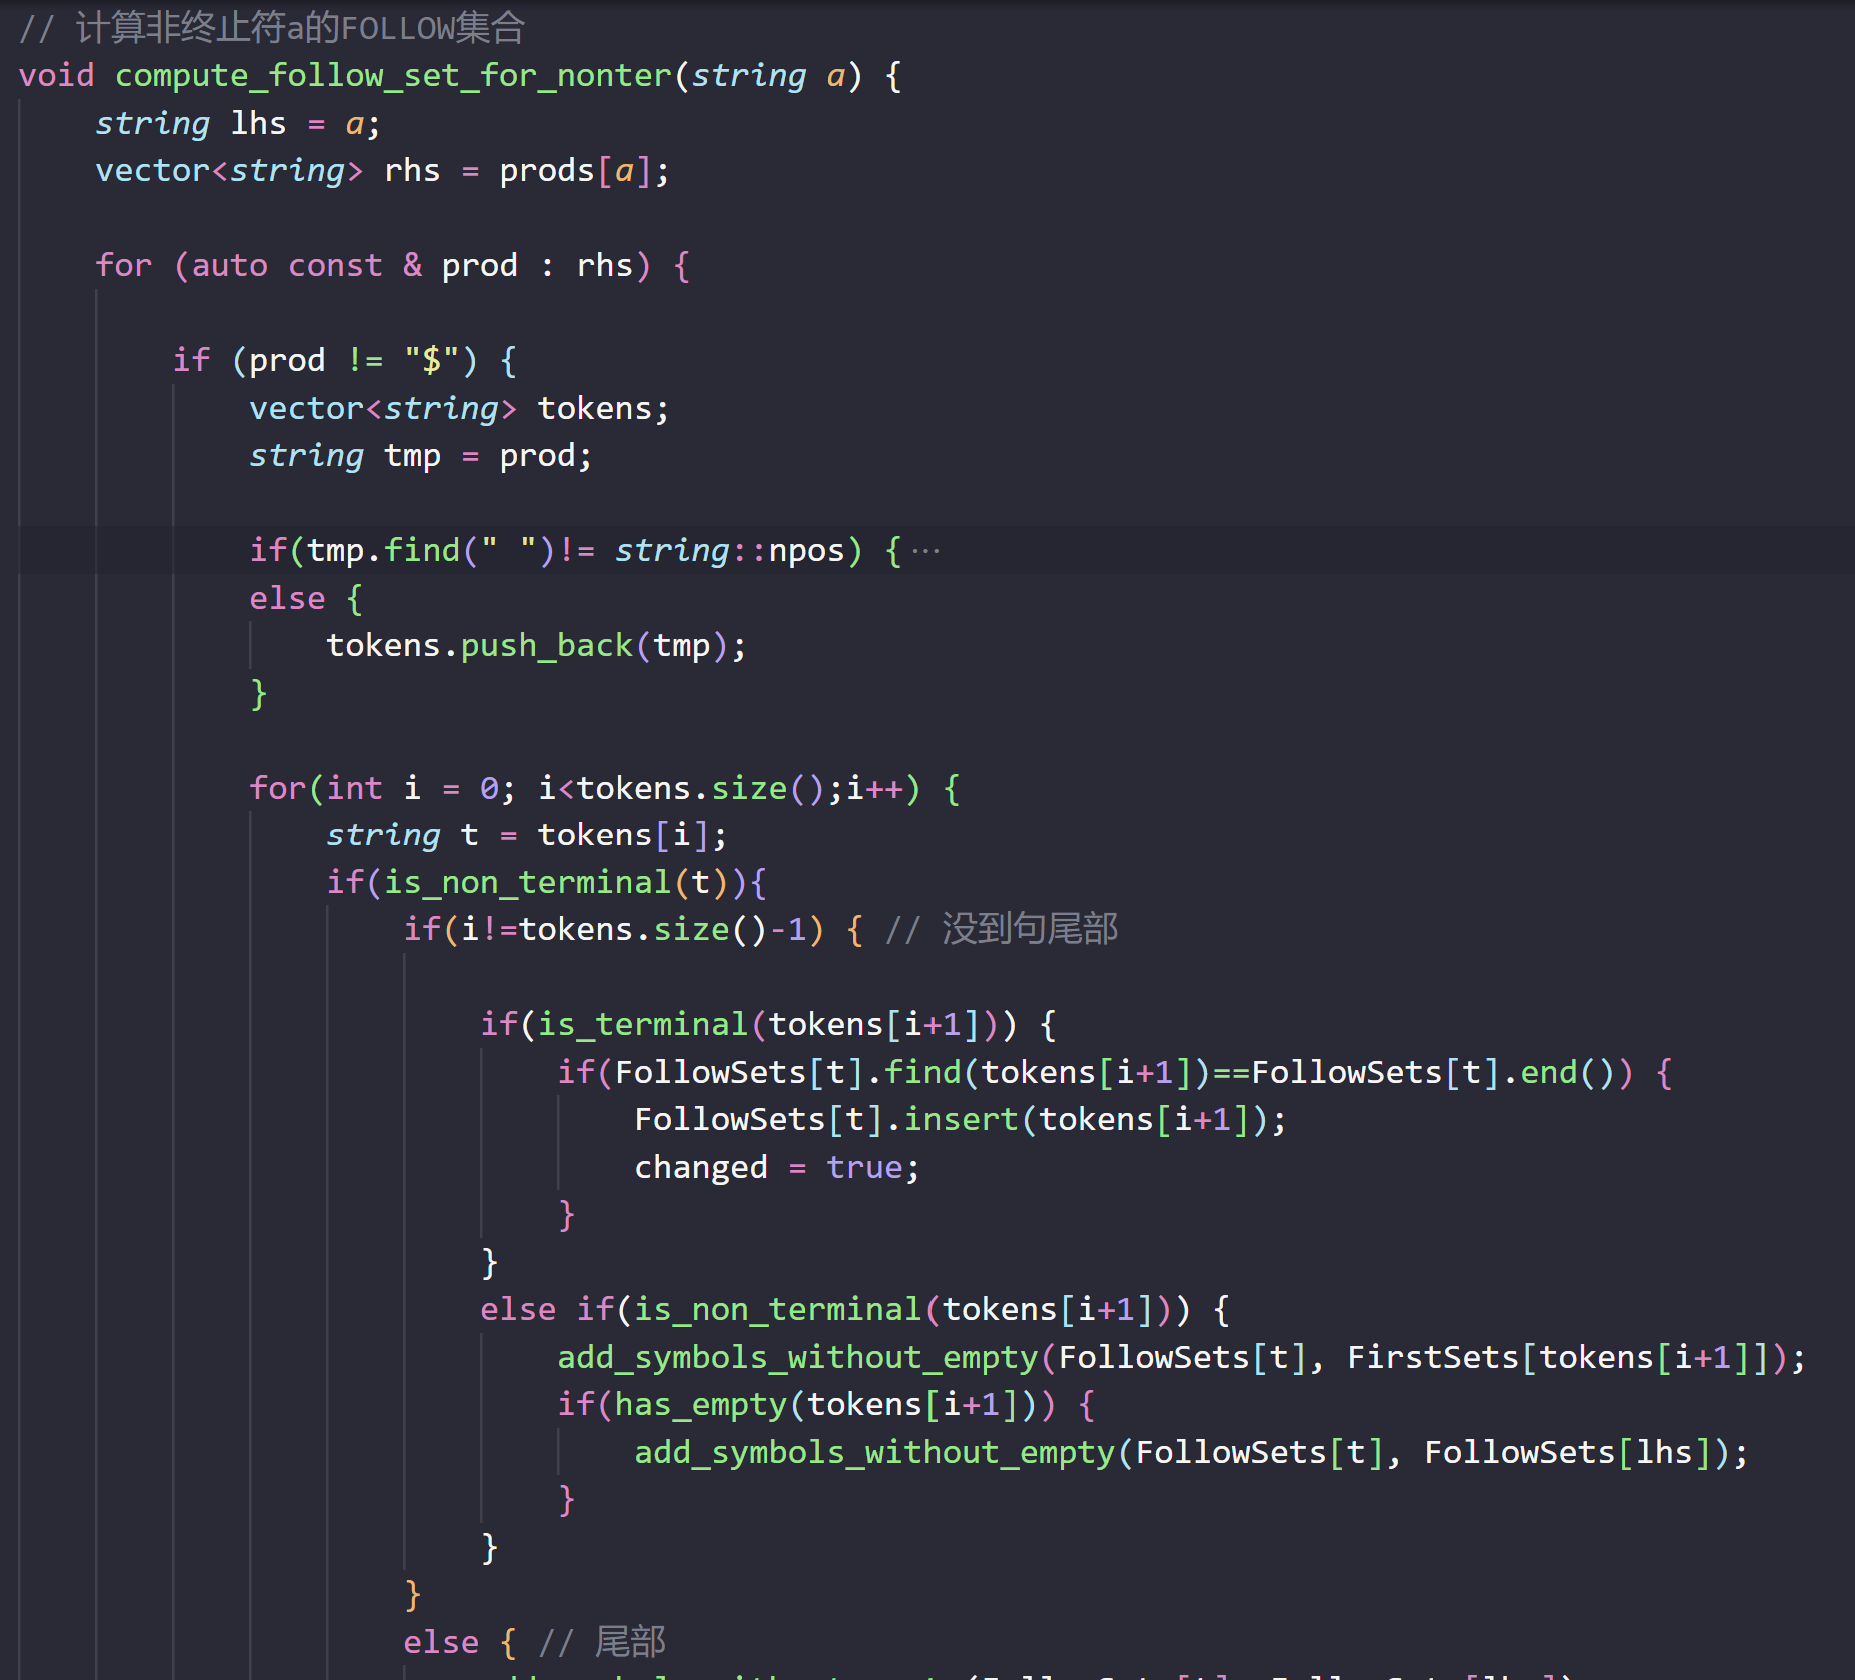 // 计算非终止符a的FOLLOW集合
void compute_follow_set_for_nonter(string a) {
    string lhs = a;
    vector<string> rhs = prods[a];
    for (auto const & prod : rhs) {
        if (prod != "$") {
            vector<string> tokens;
            string tmp = prod;
            if(tmp.find(" ")!= string::npos) {···
            else {
                tokens.push_back(tmp);
            }
            for(int i = 0; i<tokens.size();i++) {
                string t = tokens[i];
                if(is_non_terminal(t)){
                    if(i!=tokens.size()-1) { // 没到句尾部
                        if(is_terminal(tokens[i+1])) {
                            if(FollowSets[t].find(tokens[i+1])==FollowSets[t].end()) {
                                FollowSets[t].insert(tokens[i+1]);
                                changed = true;
                            }
                        }
                        else if(is_non_terminal(tokens[i+1])) {
                            add_symbols_without_empty(FollowSets[t], FirstSets[tokens[i+1]]);
                            if(has_empty(tokens[i+1])) {
                                add_symbols_without_empty(FollowSets[t], FollowSets[lhs]);
                            }
                        }
                    }
                    else { // 尾部